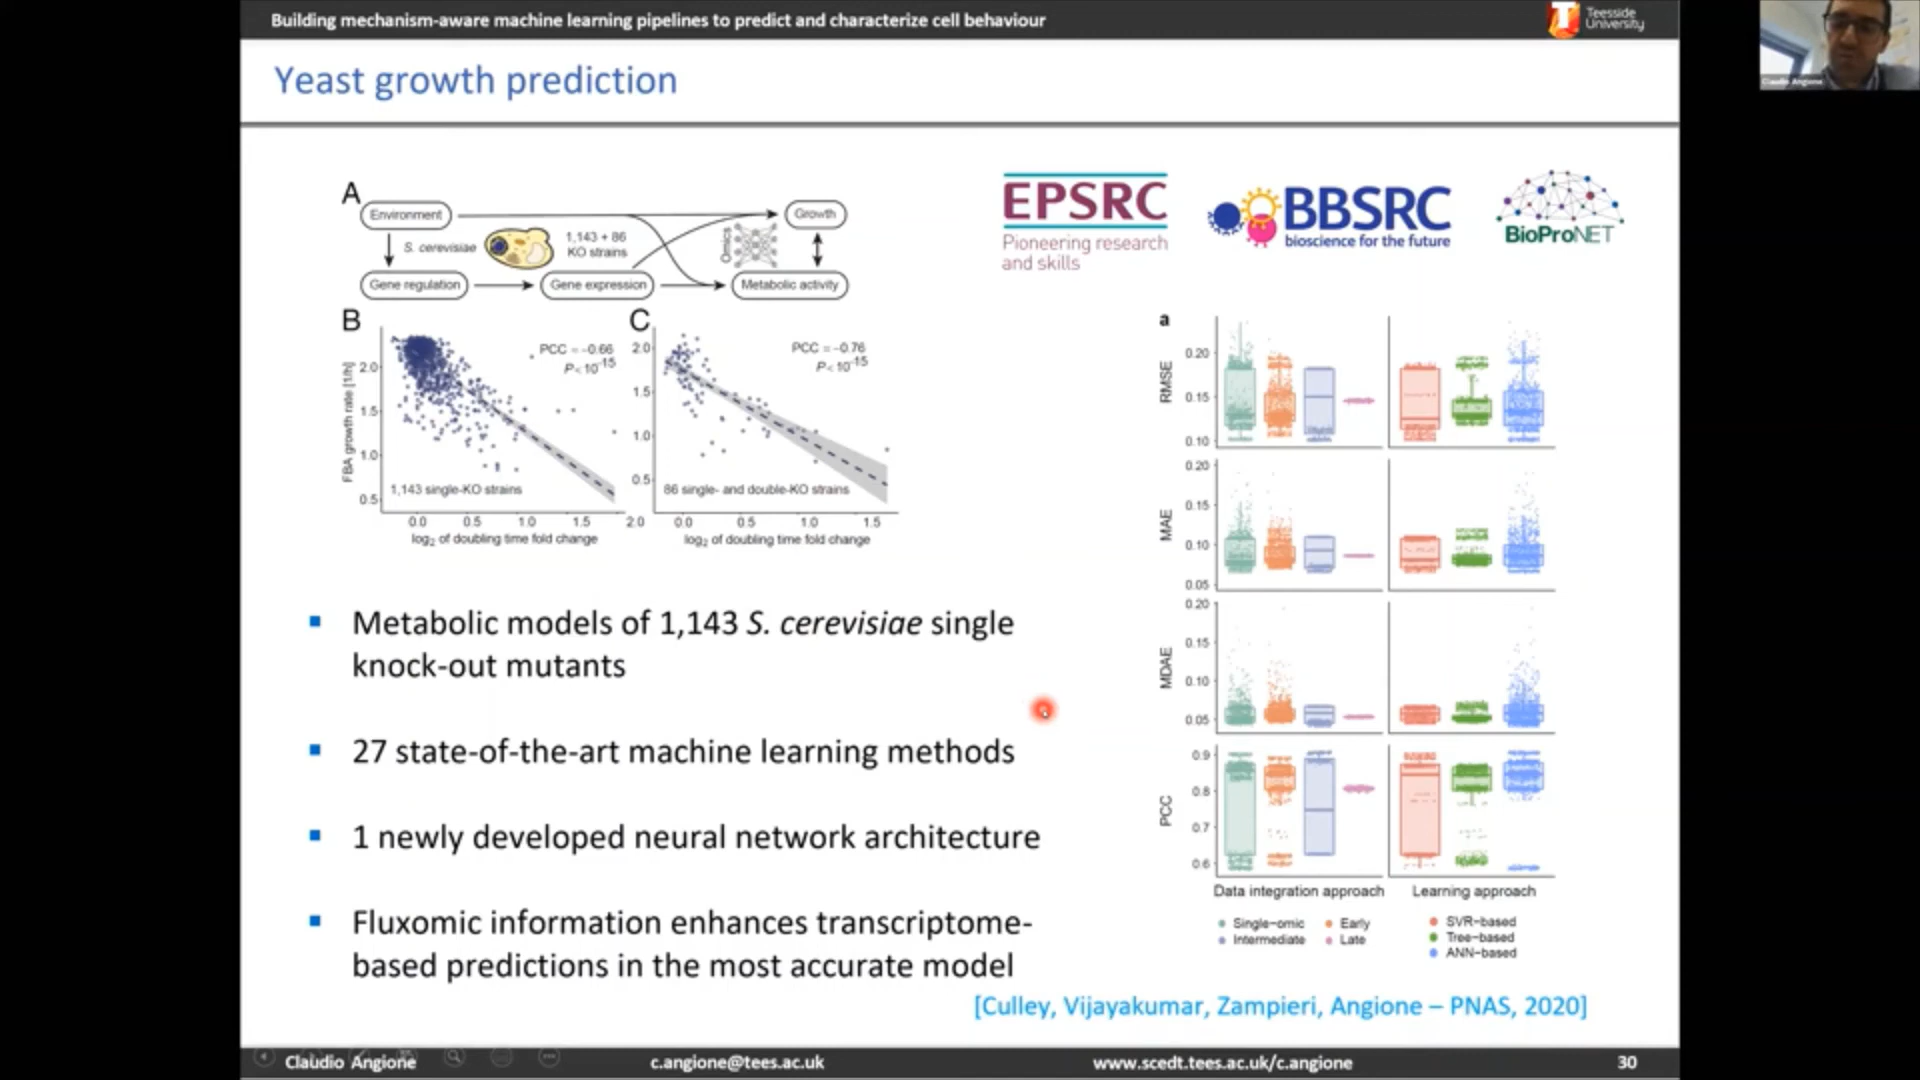 Building mechanism-aware machine learning pipelines to predict and characterize cell behaviour
Teesside
University
Claudio Angione
Yeast growth prediction
A
Environment
Growth
S. cerevisiae
1,143 + 86
KO strains
Omics
Gene regulation
Gene expression
Metabolic activity
EPSRC
Pioneering research
and skills
BBSRC
bioscience for the future
BioProNET
B
PCC = -0.66
P< 10-15
FBA growth rate [1/h]
2.0
1.5
1.0
0.5
1,143 single-KO strains
0.0 0.5 1.0 1.5 2.0
log2 of doubling time fold change
C
PCC = -0.76
P< 10-15
2.0
1.5
1.0
0.5
86 single- and double-KO strains
0.0 0.5 1.0 1.5
log2 of doubling time fold change
a
RMSE
0.20
0.15
0.10
MAE
0.20
0.15
0.10
0.05
MDAE
0.20
0.15
0.10
0.05
PCC
0.9
0.8
0.7
0.6
Data integration approach Learning approach
Single-omic Early
Intermediate Late
SVR-based
Tree-based
ANN-based
Metabolic models of 1,143 S. cerevisiae single
knock-out mutants
27 state-of-the-art machine learning methods
1 newly developed neural network architecture
Fluxomic information enhances transcriptome-
based predictions in the most accurate model
[Culley, Vijayakumar, Zampieri, Angione – PNAS, 2020]
Claudio Angione c.angione@tees.ac.uk www.scedt.tees.ac.uk/c.angione 30